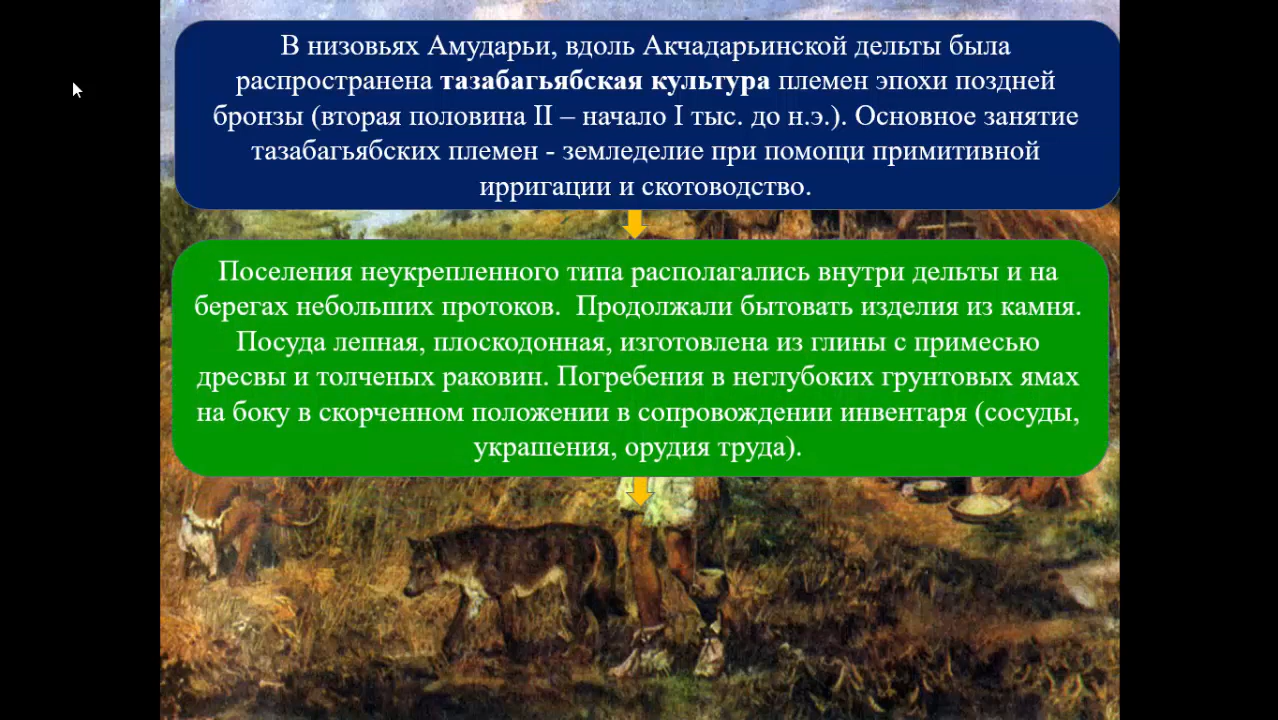 В низовьях Амударьи, вдоль Акчадарьинской дельты была
распространена тазабагьябская культура племен эпохи поздней
бронзы (вторая половина II – начало I тыс. до н.э.). Основное занятие
тазабагьябских племен - земледелие при помощи примитивной
ирригации и скотоводство.
Поселения неукрепленного типа располагались внутри дельты и на
берегах небольших протоков. Продолжали бытовать изделия из камня.
Посуда лепная, плоскодонная, изготовлена из глины с примесью
дресвы и толченых раковин. Погребения в неглубоких грунтовых ямах
на боку в скорченном положении в сопровождении инвентаря (сосуды,
украшения, орудия труда).